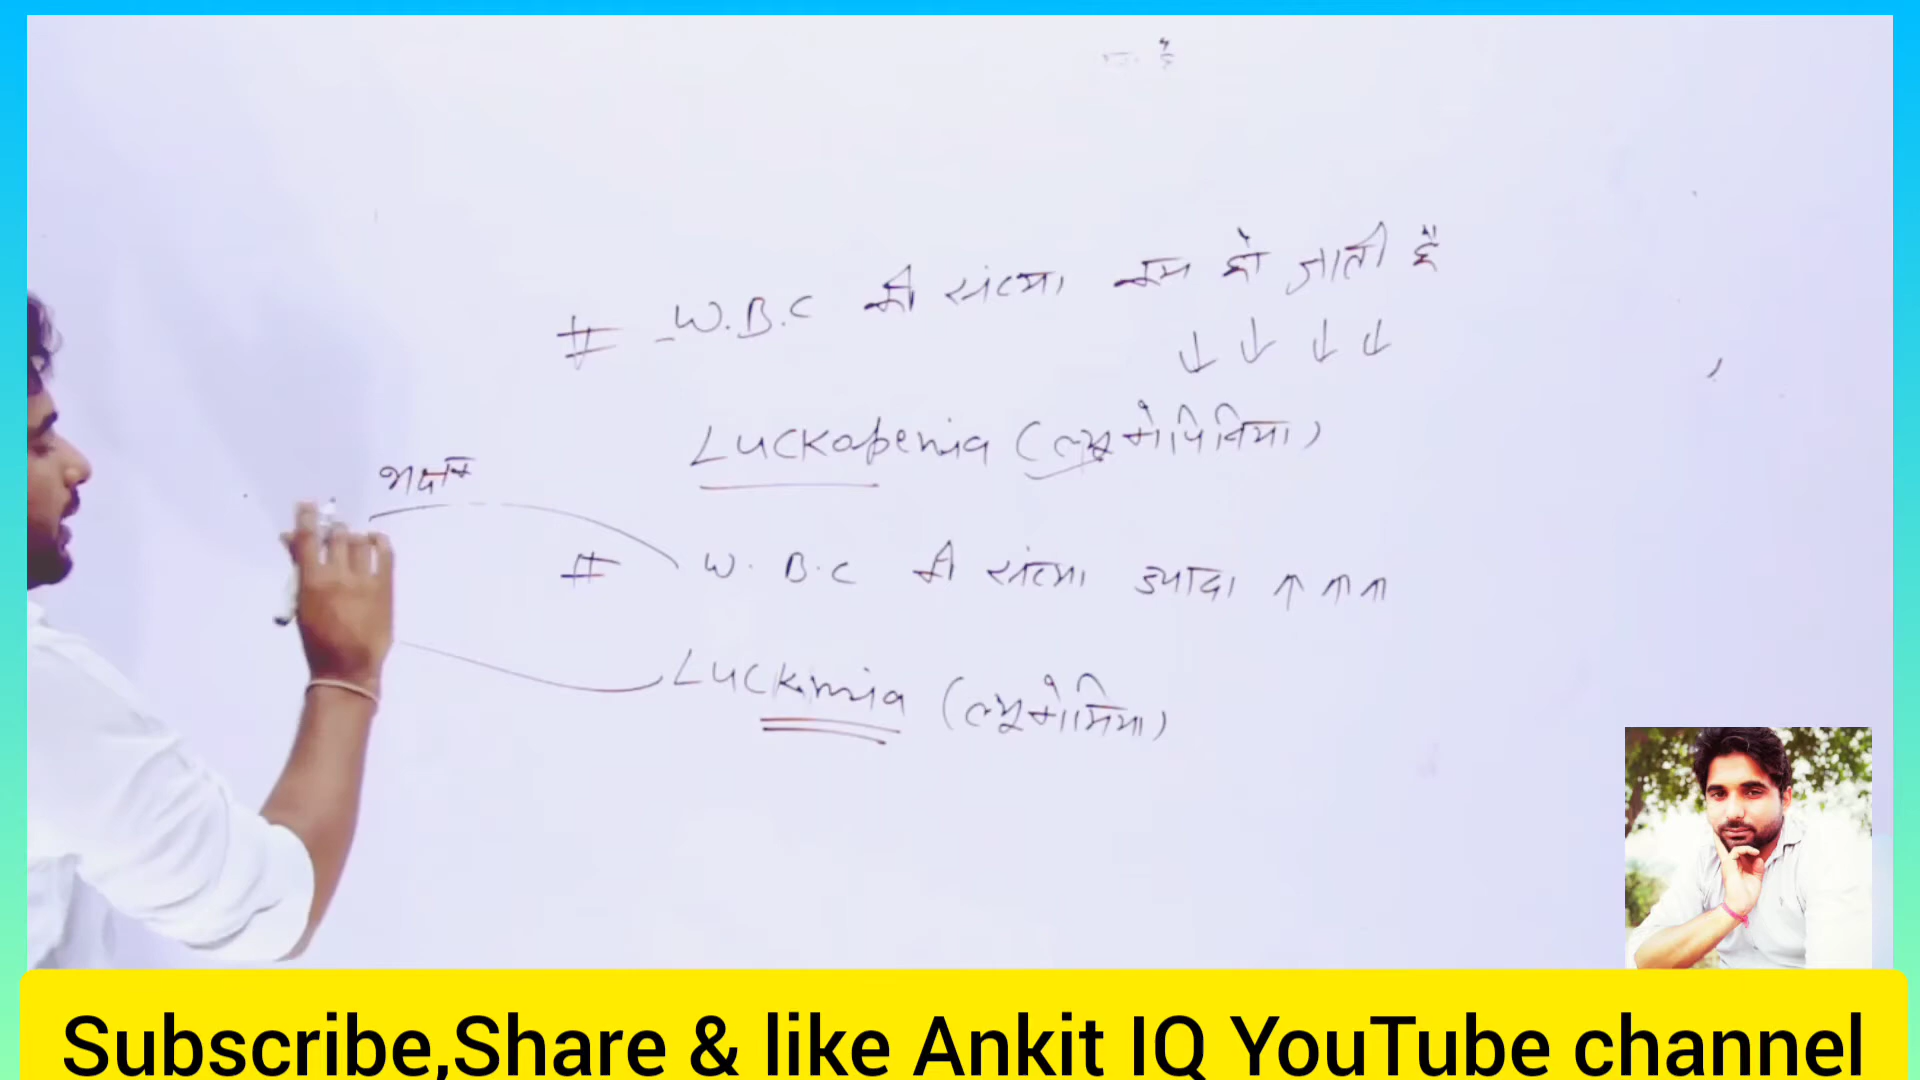 # W.B.C की संख्या कम हो जाती है
↓ ↓ ↓ ↓
Luckopenia (ल्यूकोपिनिया)
# W.B.C की संख्या ज्यादा ↑ ↑ ↑
Luckmia (ल्यूकोमिया)
Subscribe,Share & like Ankit IQ YouTube channel